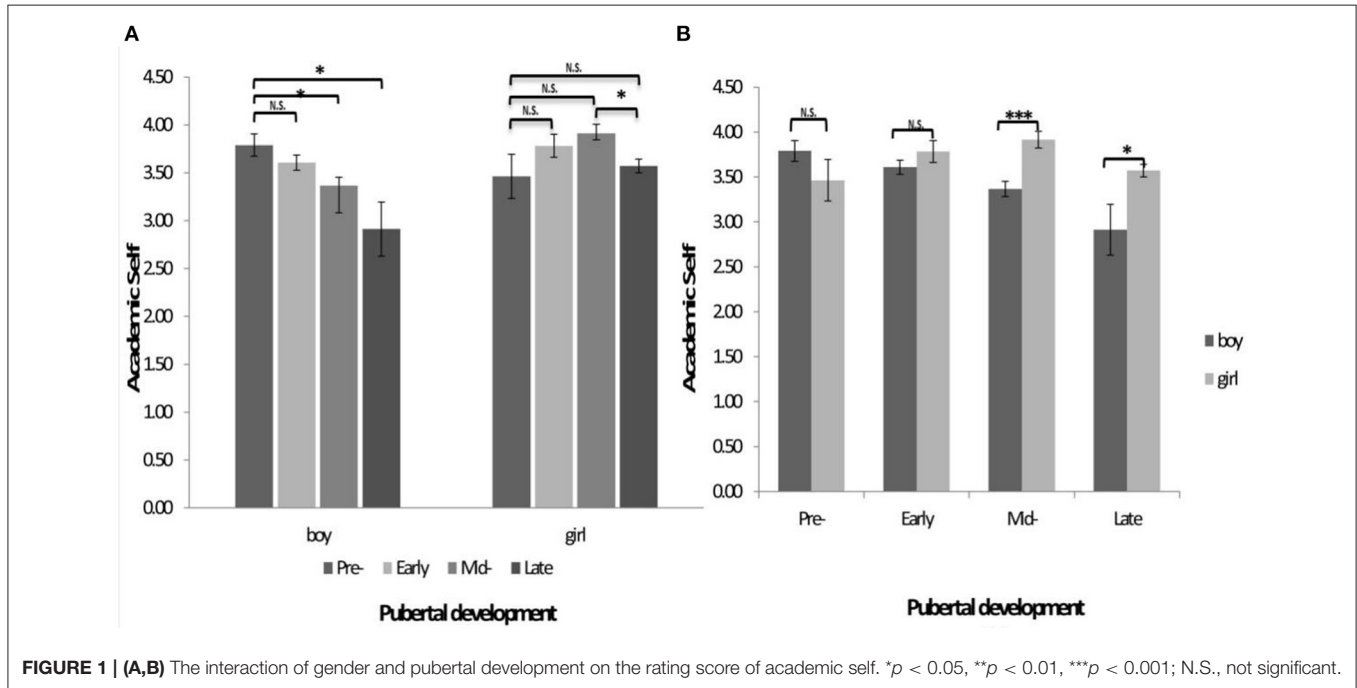 A
*
*
N.S.
N.S.
N.S.
*
N.S.
4.50
4.00
3.50
3.00
2.50
2.00
1.50
1.00
0.50
0.00
Academic Self
boy
girl
Pre- Early Md- Late
Pubertal development
B
N.S.
N.S.
***
*
4.50
4.00
3.50
3.00
2.50
2.00
1.50
1.00
0.50
0.00
Academic Self
Pre- Early Md- Late
Pubertal development
boy
girl
FIGURE 1 | (A,B) The interaction of gender and pubertal development on the rating score of academic self. *p < 0.05, **p < 0.01, ***p < 0.001; N.S., not significant.